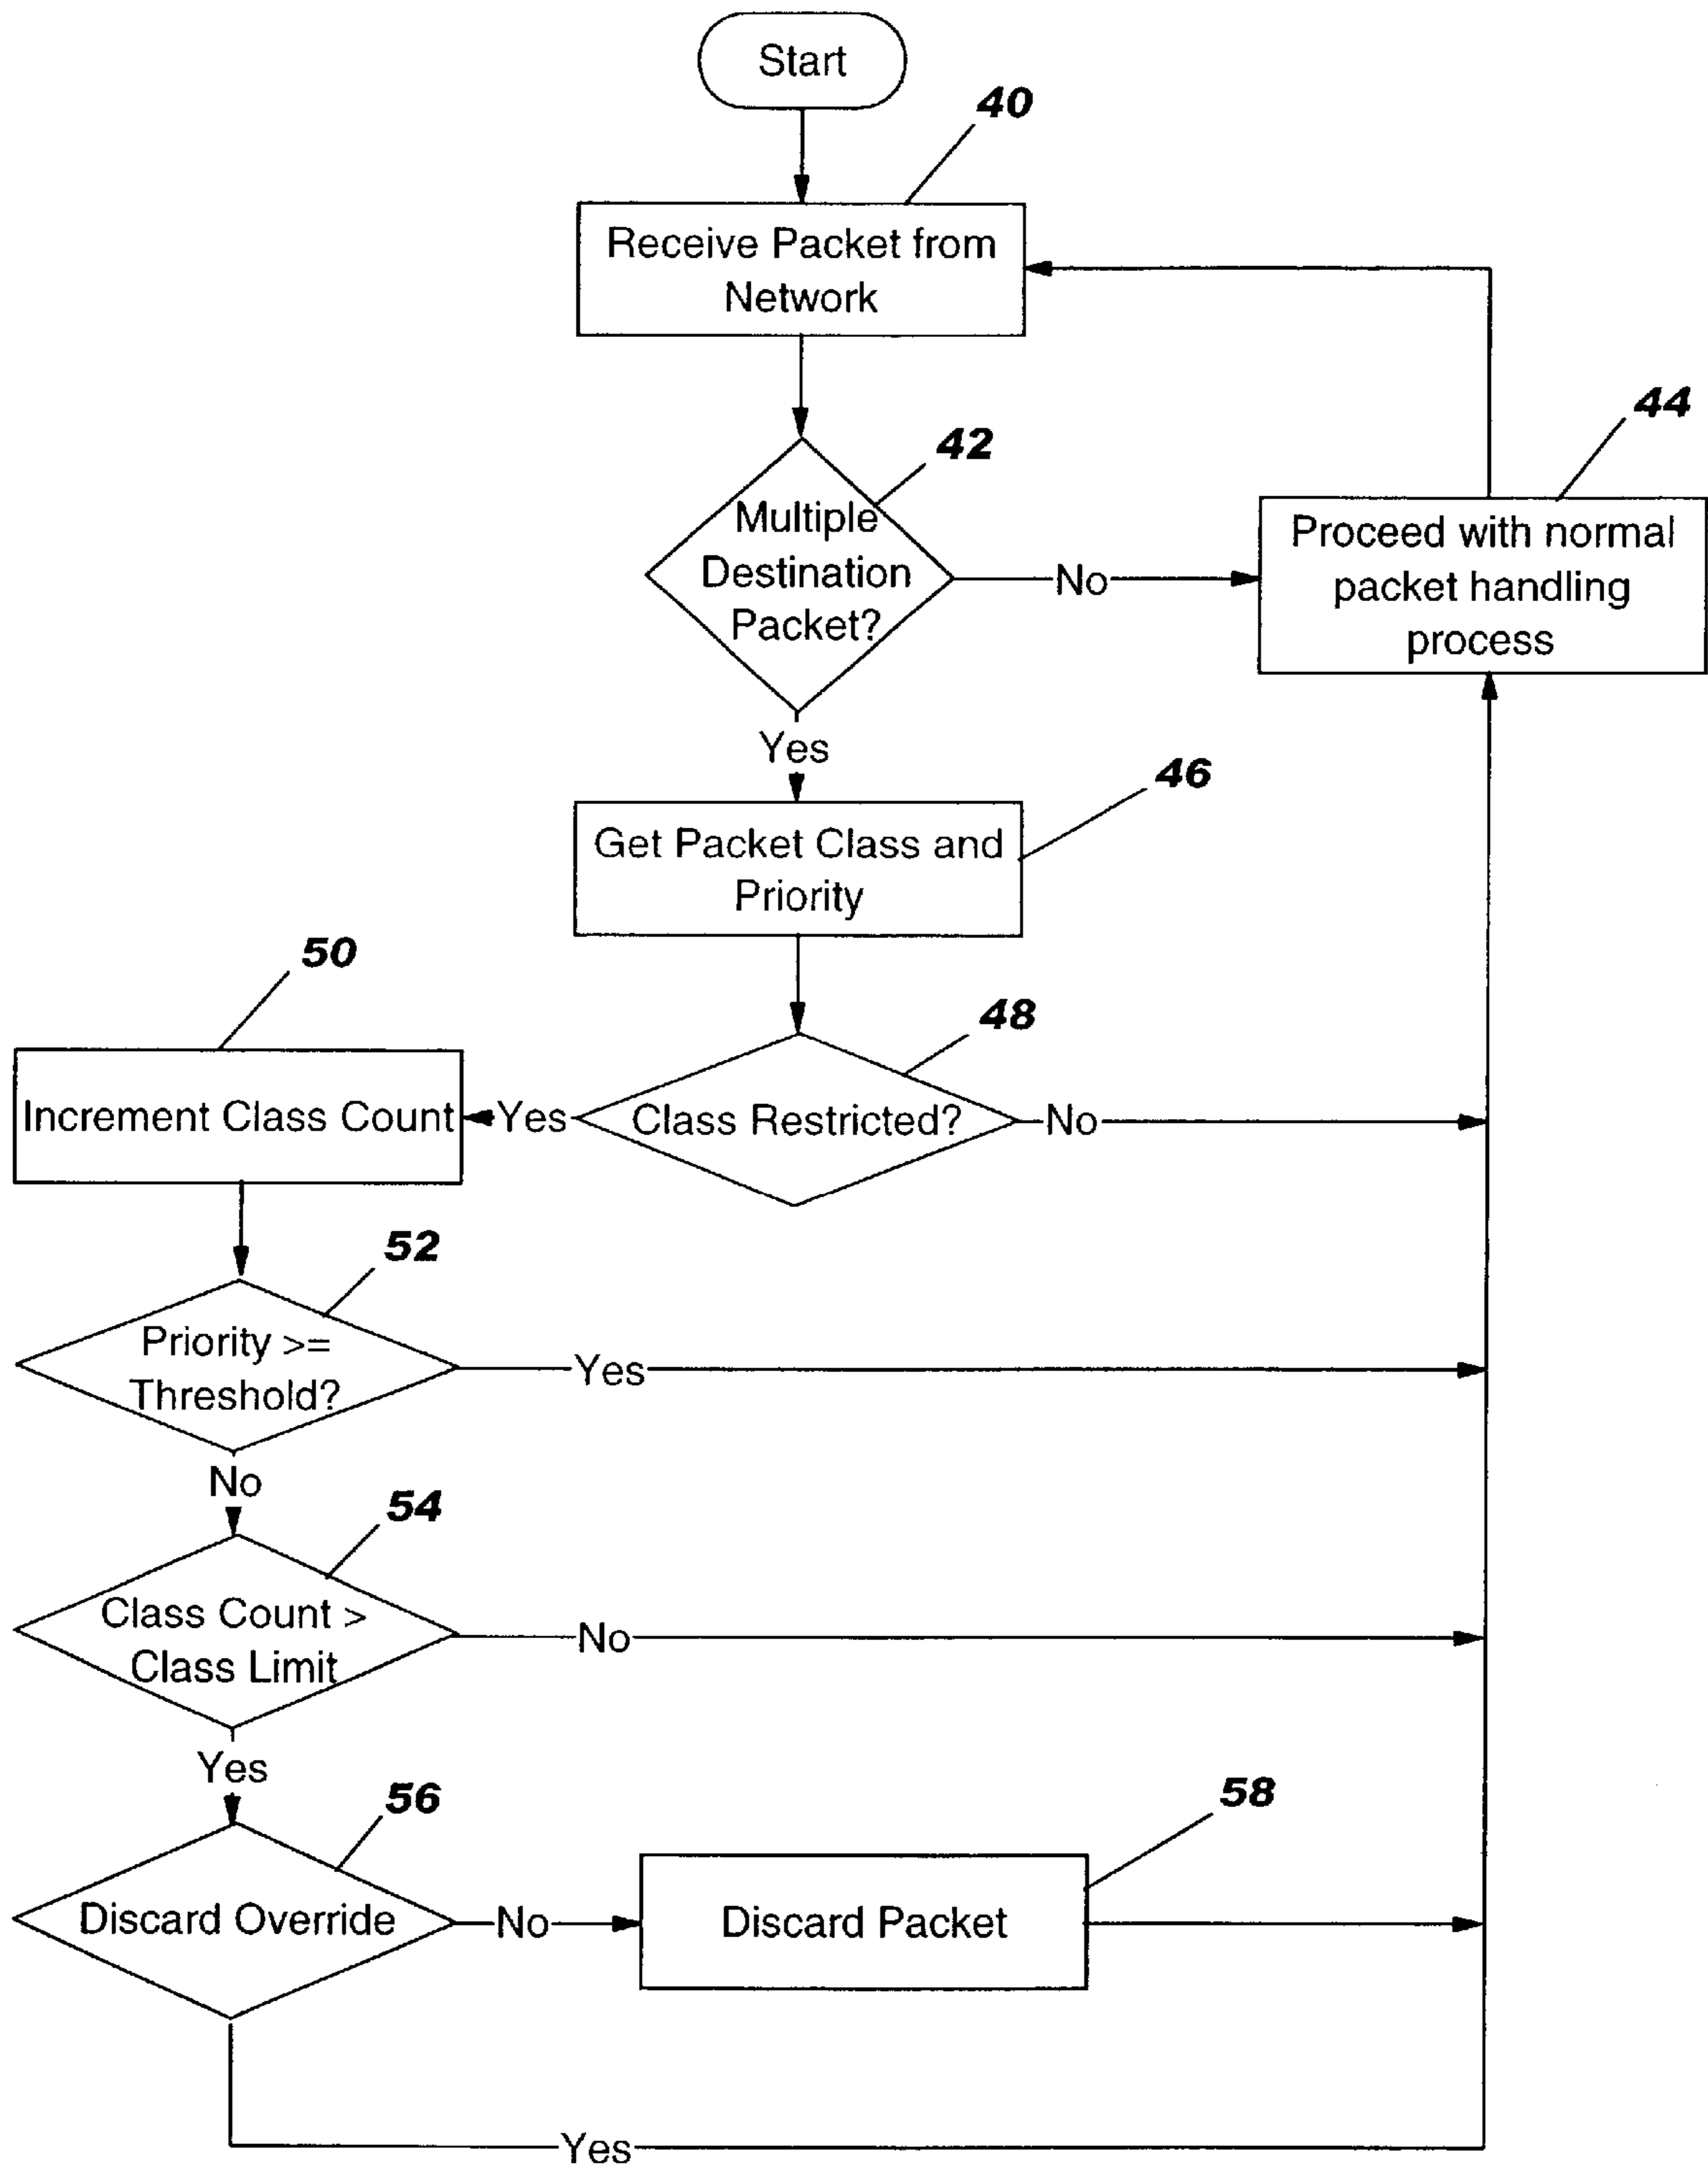 Start
40
Receive Packet from
Network
42
Multiple
Destination
Packet?
No
44
Proceed with normal
packet handling
process
Yes
46
Get Packet Class and
Priority
48
Class Restricted?
No
Yes
50
Increment Class Count
52
Priority >=
Threshold?
Yes
No
54
Class Count >
Class Limit
No
Yes
56
Discard Override
No
58
Discard Packet
Yes